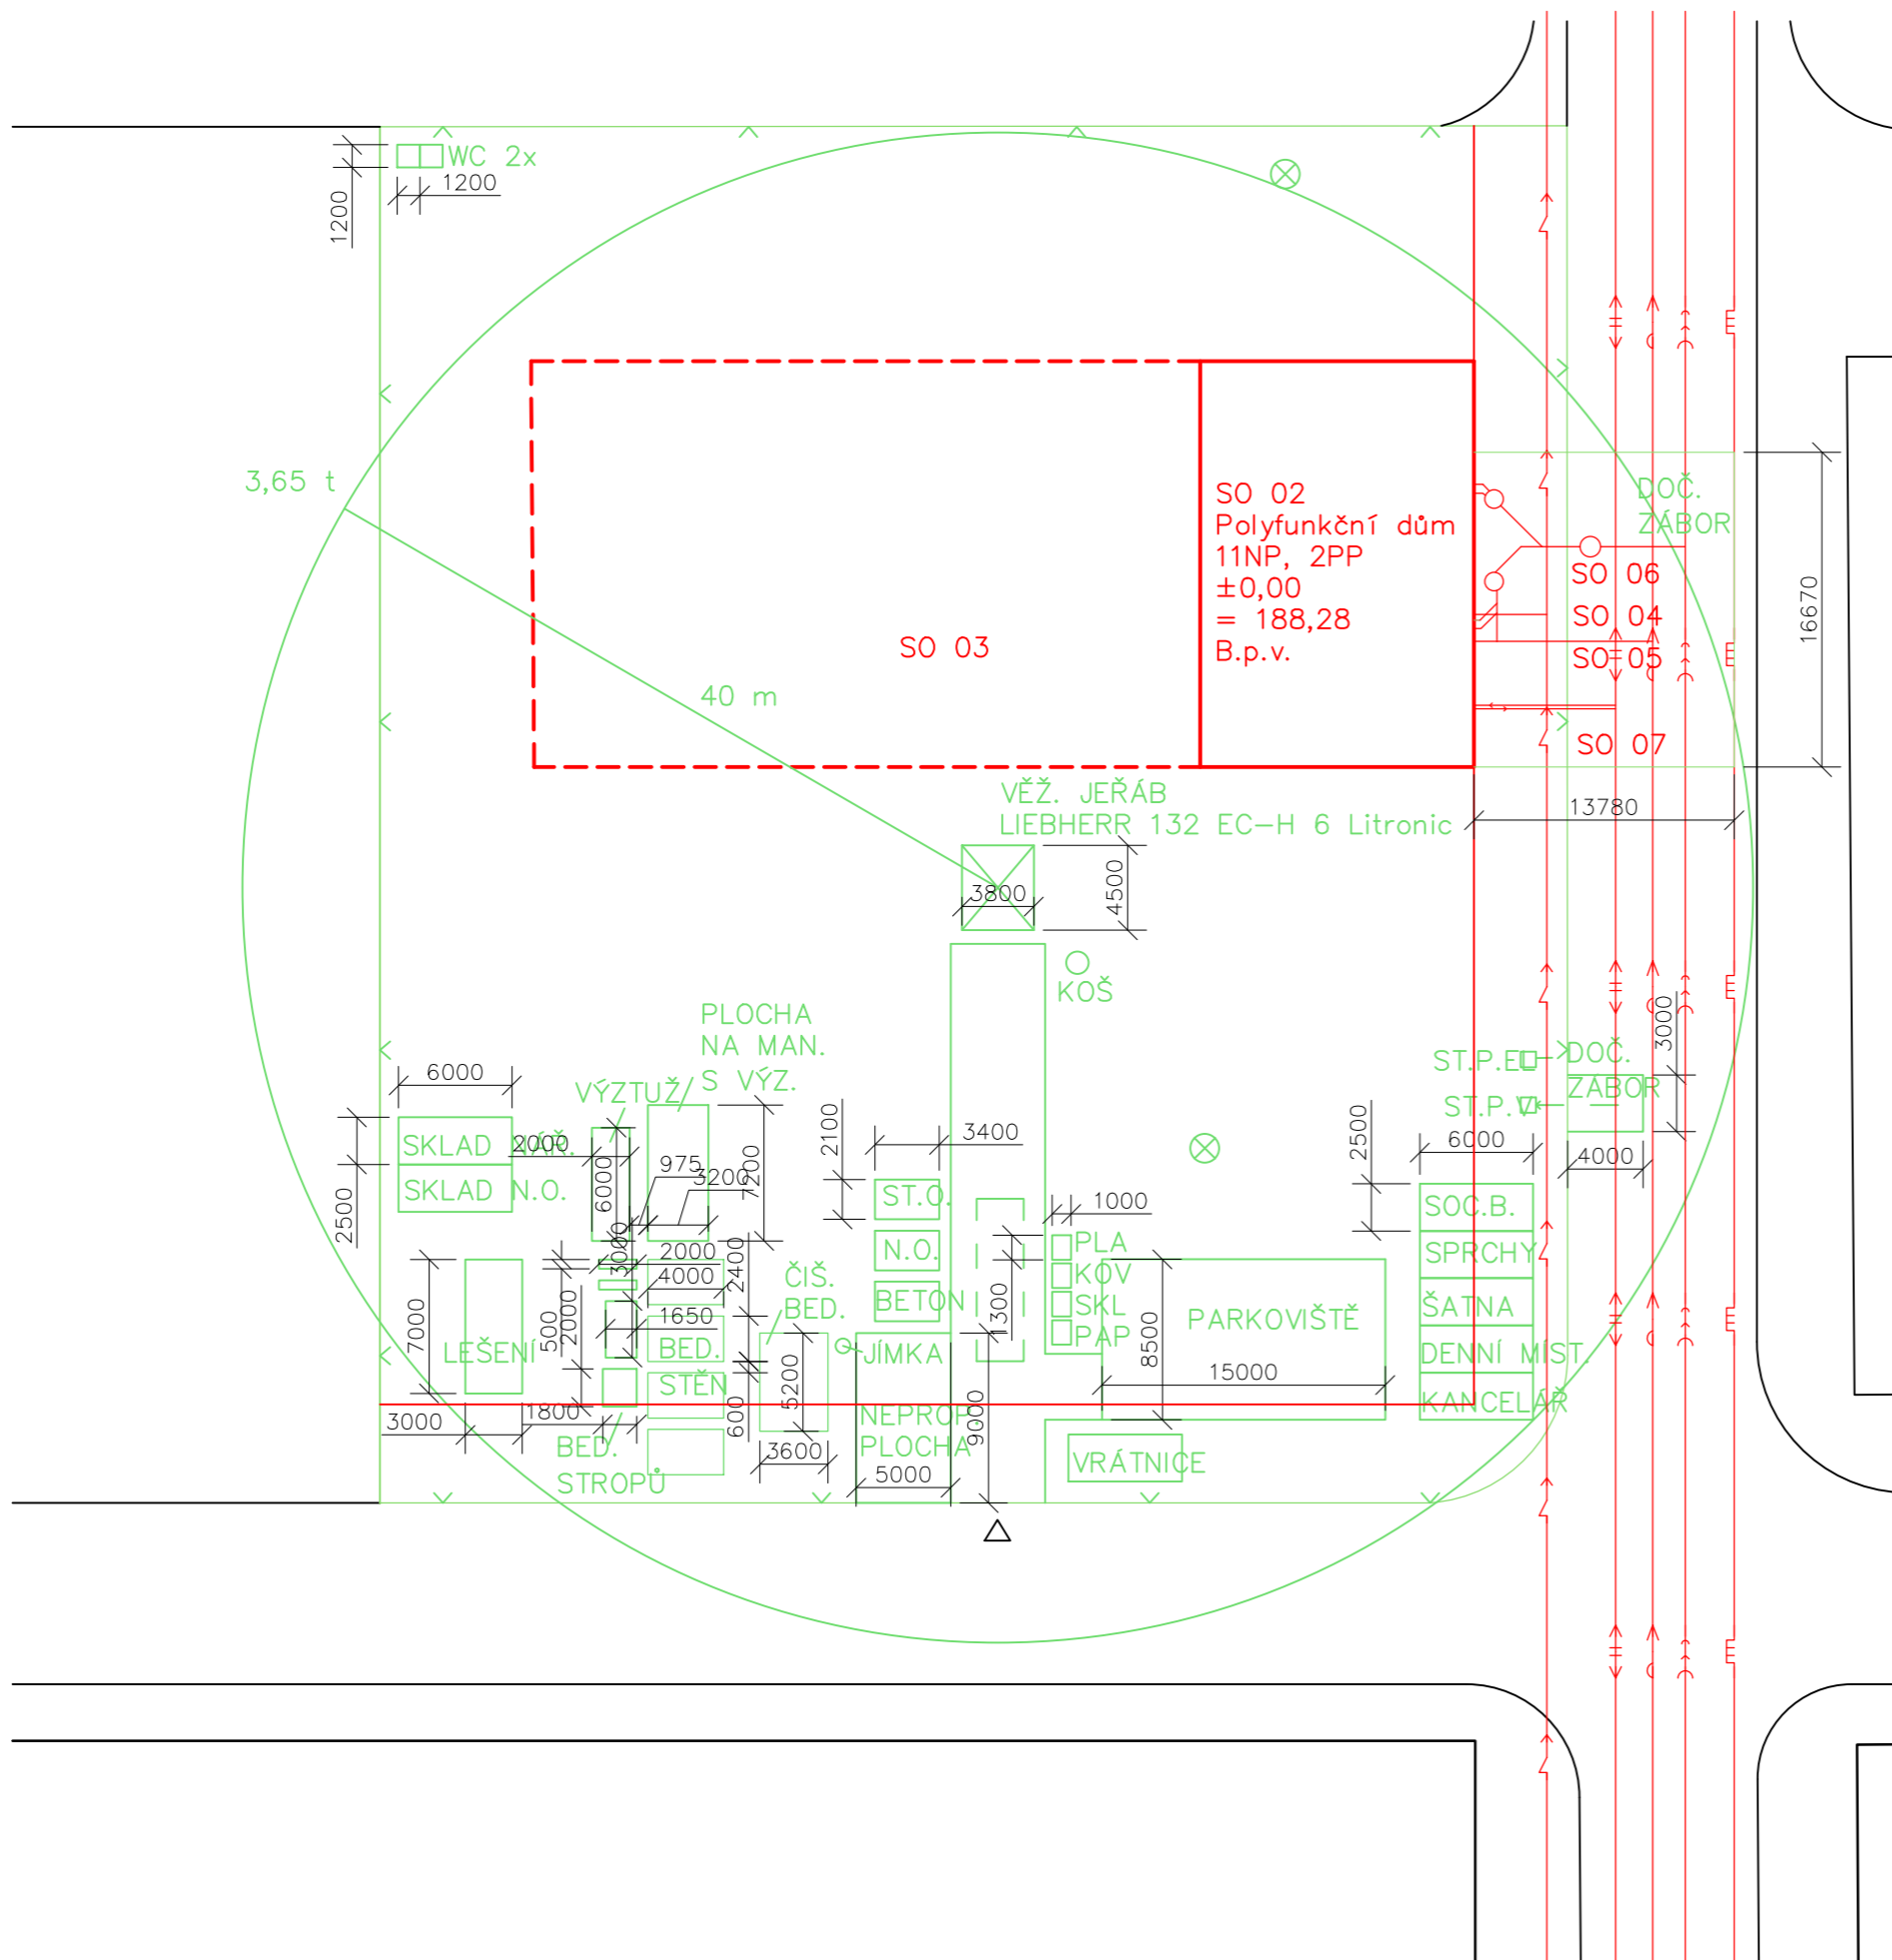 WC 2x
1200
1200
3,65 t
40 m
SO 03
SO 02
Polyfunkční dům
11NP, 2PP
±0,00
= 188,28
B.p.v.
DOČ.
ZÁBOR
SO 06
SO 04
SO 05
SO 07
16670
13780
VĚŽ. JEŘÁB
LIEBHERR 132 EC-H 6 Litronic
3800
4500
KOŠ
PLOCHA
NA MAN.
S VÝZ.
VÝZTUŽ
6000
SKLAD NÁŘ.
SKLAD N.O.
2500
2000
6000
975
3200
7200
2100
3400
ST.O.
N.O.
BETON
1000
1300
PLA
KOV
SKL
PAP
ST.P.EL
ST.P.V
DOČ.
ZÁBOR
3000
4000
2500
6000
SOC.B.
SPRCHY
ŠATNA
DENNÍ MÍST.
KANCELÁŘ
PARKOVIŠTĚ
8500
15000
VRÁTNICE
7000
LEŠENÍ
3000
500
2000
3000
2000
4000
1650
2400
600
1800
BED.
STĚN
BED.
STROPŮ
ČIŠ.
BED.
5200
3600
JÍMKA
NEPROP.
PLOCHA
5000
9000